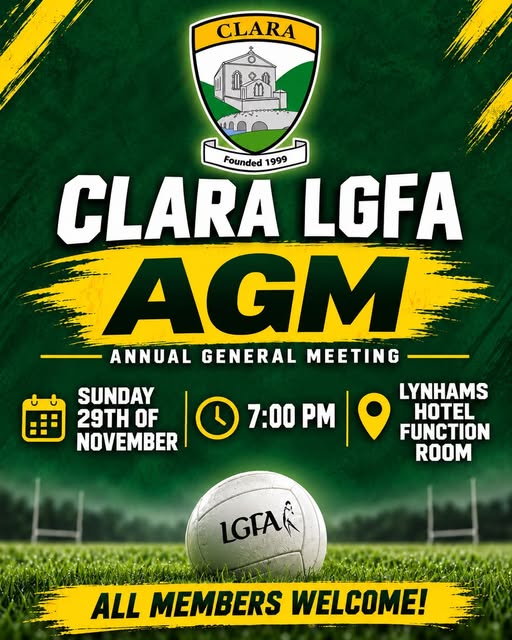 CLARA
Founded 1999
CLARA LGFA
AGM
ANNUAL GENERAL MEETING
SUNDAY
29TH OF
NOVEMBER
7:00 PM
LYNHAMS
HOTEL
FUNCTION
ROOM
LGFA
ALL MEMBERS WELCOME!